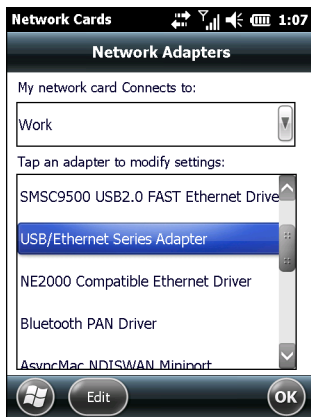 Network Cards 1:07
Network Adapters
My network card Connects to:
Work
Tap an adapter to modify settings:
SMSC9500 USB2.0 FAST Ethernet Drive
USB/Ethernet Series Adapter
NE2000 Compatible Ethernet Driver
Bluetooth PAN Driver
AsyncMac NDISWAN Miniport
Edit OK